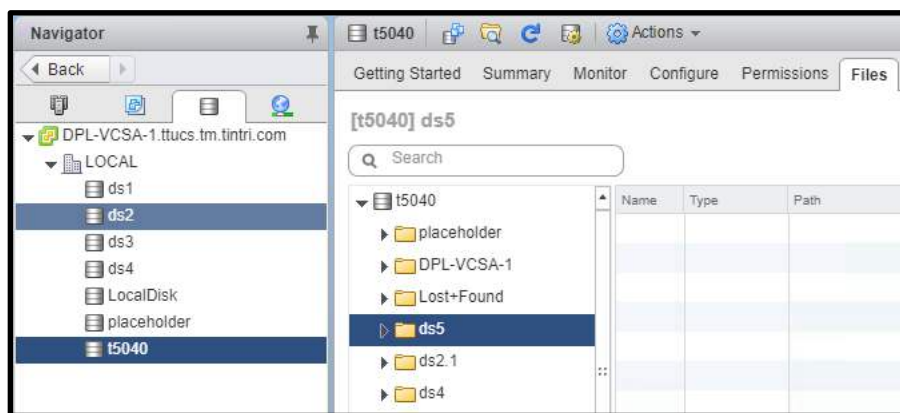 Navigator
Back
DPL-VCSA-1.ttucs.tm.tintri.com
LOCAL
ds1
ds2
ds3
ds4
LocalDisk
placeholder
t5040
t5040 Actions
Getting Started Summary Monitor Configure Permissions Files
[t5040] ds5
Search
t5040
placeholder
DPL-VCSA-1
Lost+Found
ds5
ds2.1
ds4
Name Type Path